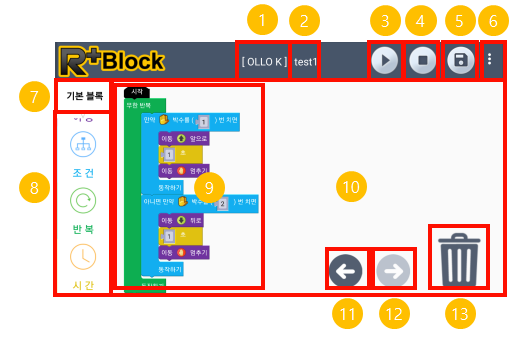 1 2 3 4 5 6
R+Block [ OLLO K ] test1
7 기본 블록
8
조건
반복
시간
시작
무한 반복
만약 박수를 ( 1 ) 번 치면
이동 앞으로
1 초
이동 멈추기
동작하기
아니면 만약 박수를 ( 2 ) 번 치면
이동 뒤로
1 초
이동 멈추기
동작하기
9
10
11 12 13